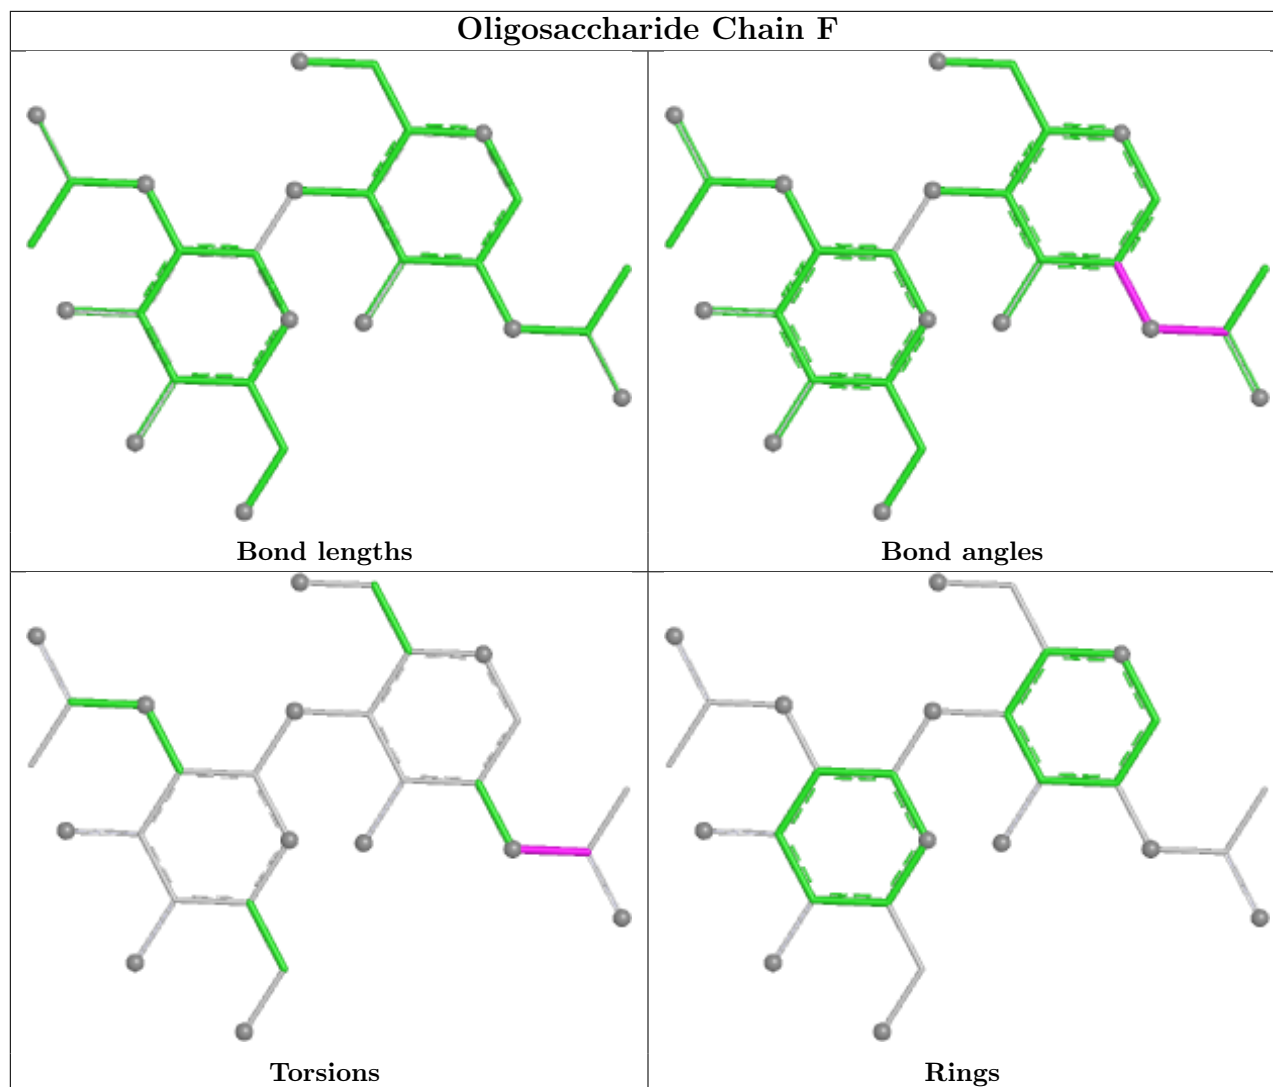 Oligosaccharide Chain F
Bond lengths
Bond angles
Torsions
Rings